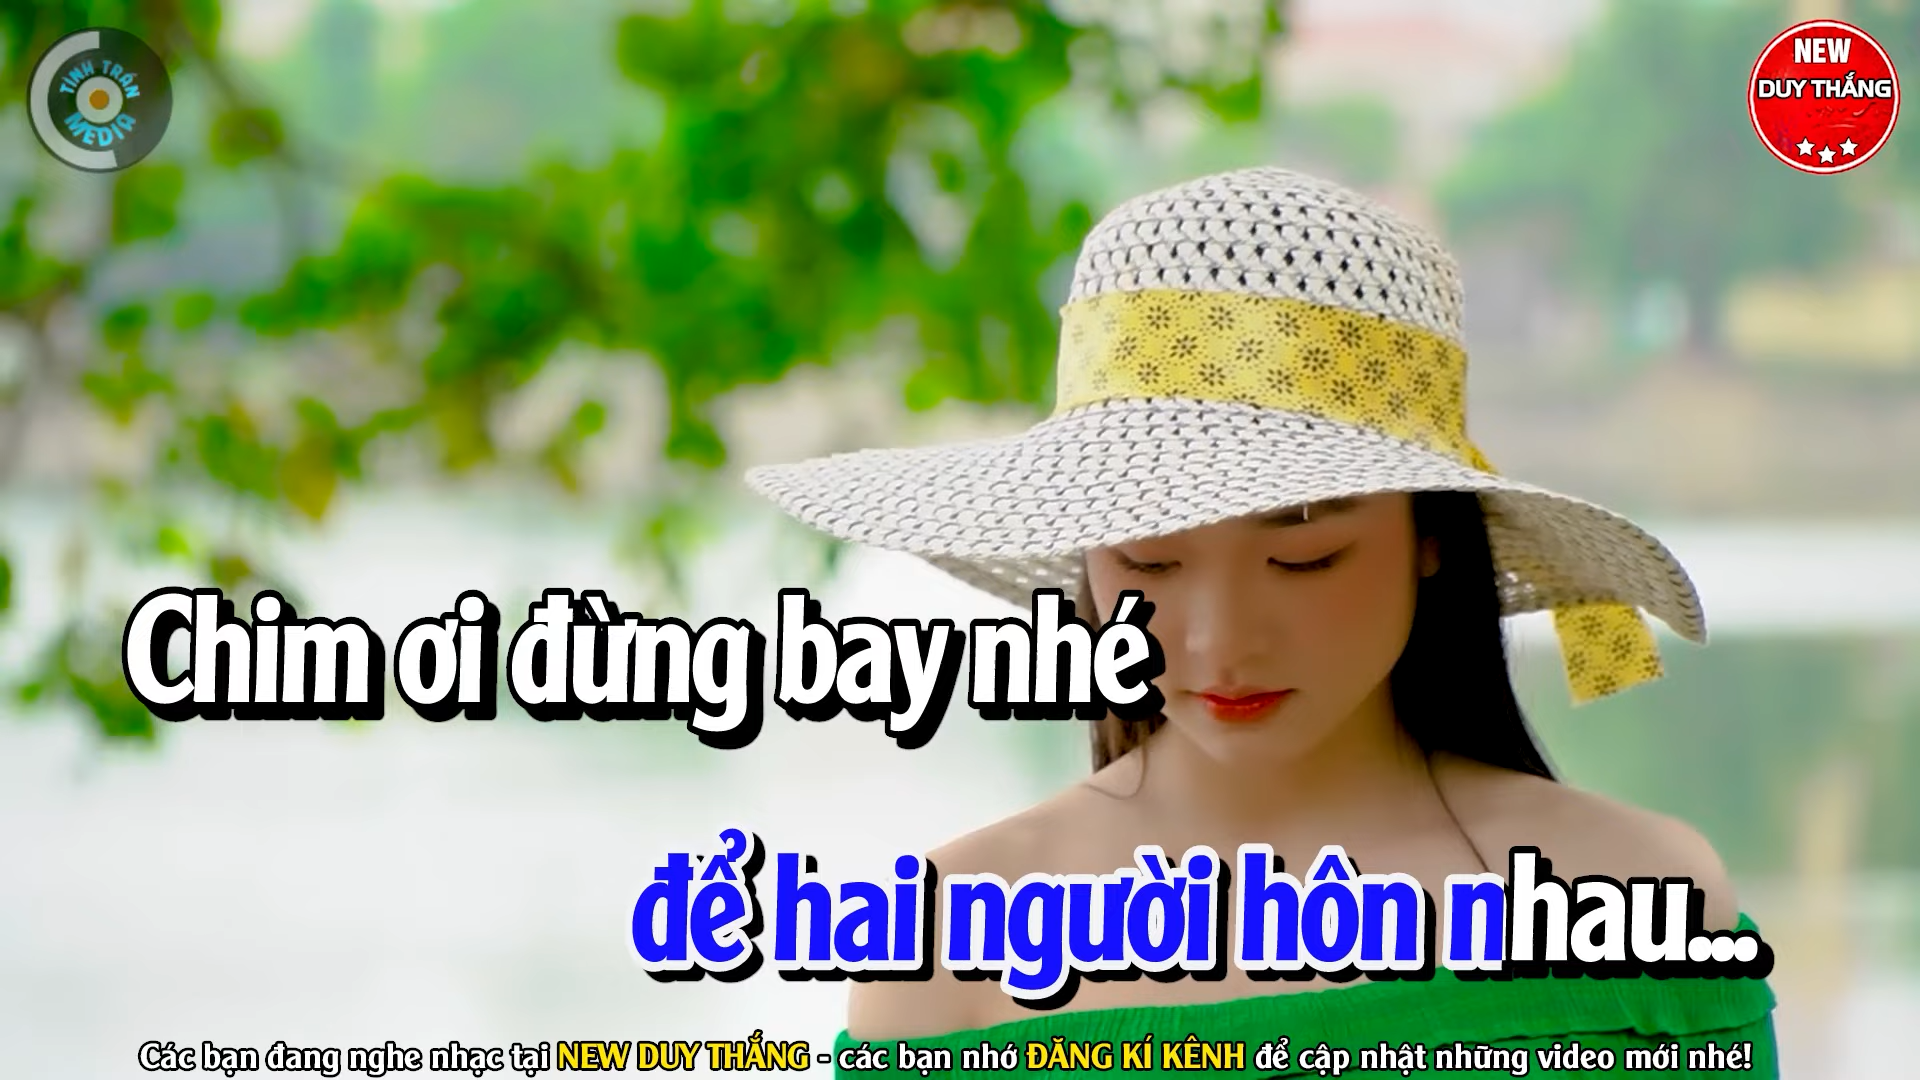 TÌNH TRẦN
MEDIA
NEW
DUY THẮNG
Chim ơi đừng bay nhé
để hai người hôn nhau...
Các bạn đang nghe nhạc tại NEW DUY THẮNG - các bạn nhớ ĐĂNG KÍ KÊNH để cập nhật những video mới nhé!